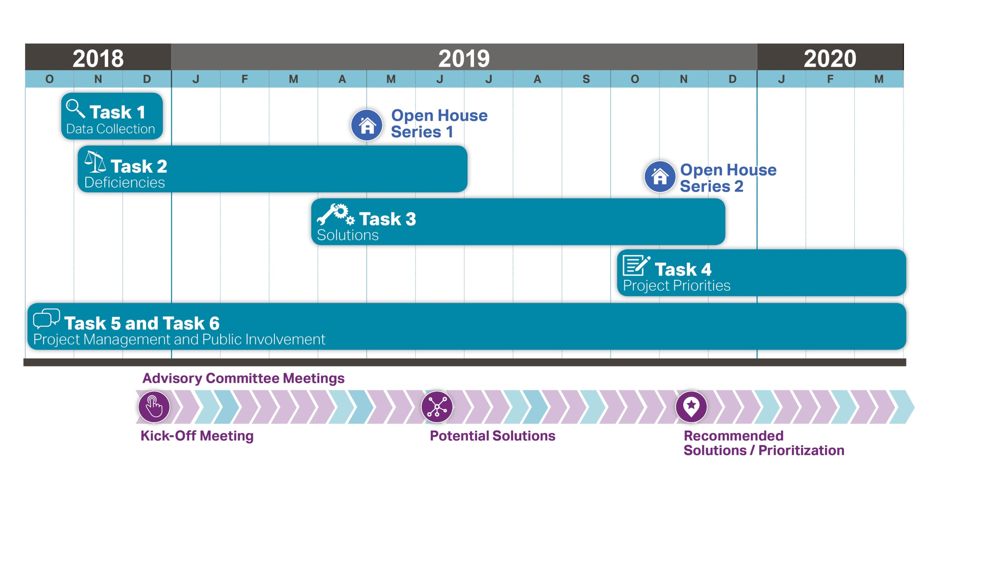 2018 2019 2020
O N D J F M A M J J A S O N D J F M
Task 1
Data Collection
Open House
Series 1
Task 2
Deficiencies
Open House
Series 2
Task 3
Solutions
Task 4
Project Priorities
Task 5 and Task 6
Project Management and Public Involvement
Advisory Committee Meetings
Kick-Off Meeting
Potential Solutions
Recommended
Solutions / Prioritization